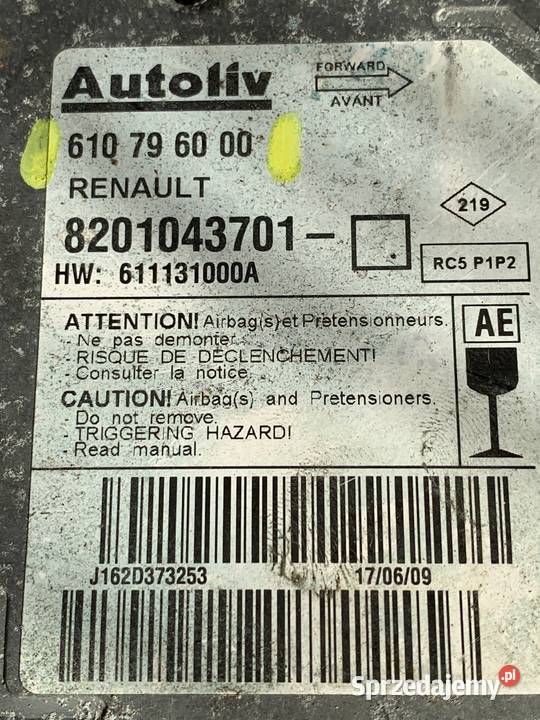 Autoliv
FORWARD
AVANT
610 79 60 00
RENAULT
8201043701-
219
HW: 611131000A
RC5 P1P2
ATTENTION! Airbag(s)et Pretensionneurs.
- Ne pas demonter.
- RISQUE DE DECLENCHEMENT!
- Consulter la notice.
AE
CAUTION! Airbag(s) and Pretensioners.
- Do not remove.
- TRIGGERING HAZARD!
- Read manual.
J162D373253 17/06/09
Sprzedajemy.pl